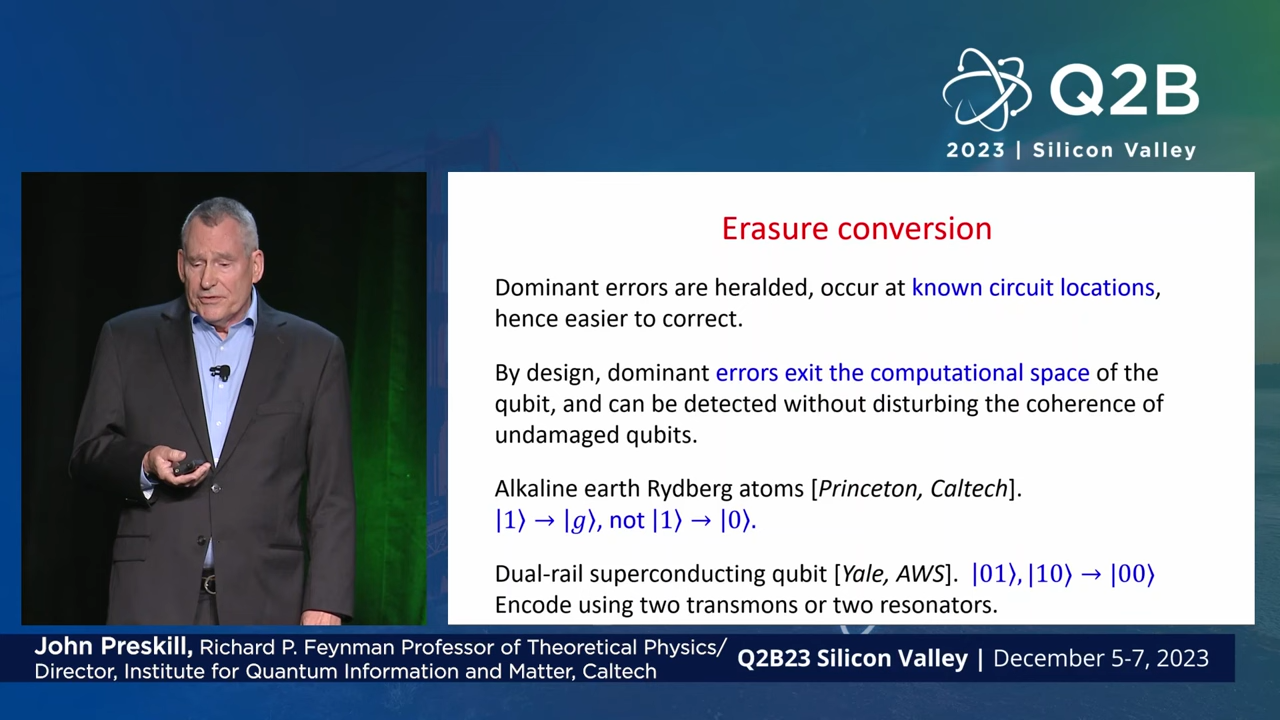 Q2B
2023 | Silicon Valley
Erasure conversion
Dominant errors are heralded, occur at known circuit locations,
hence easier to correct.
By design, dominant errors exit the computational space of the
qubit, and can be detected without disturbing the coherence of
undamaged qubits.
Alkaline earth Rydberg atoms [Princeton, Caltech].
|1⟩ → |g⟩, not |1⟩ → |0⟩.
Dual-rail superconducting qubit [Yale, AWS]. |01⟩, |10⟩ → |00⟩
Encode using two transmons or two resonators.
John Preskill, Richard P. Feynman Professor of Theoretical Physics/
Director, Institute for Quantum Information and Matter, Caltech
Q2B23 Silicon Valley | December 5-7, 2023